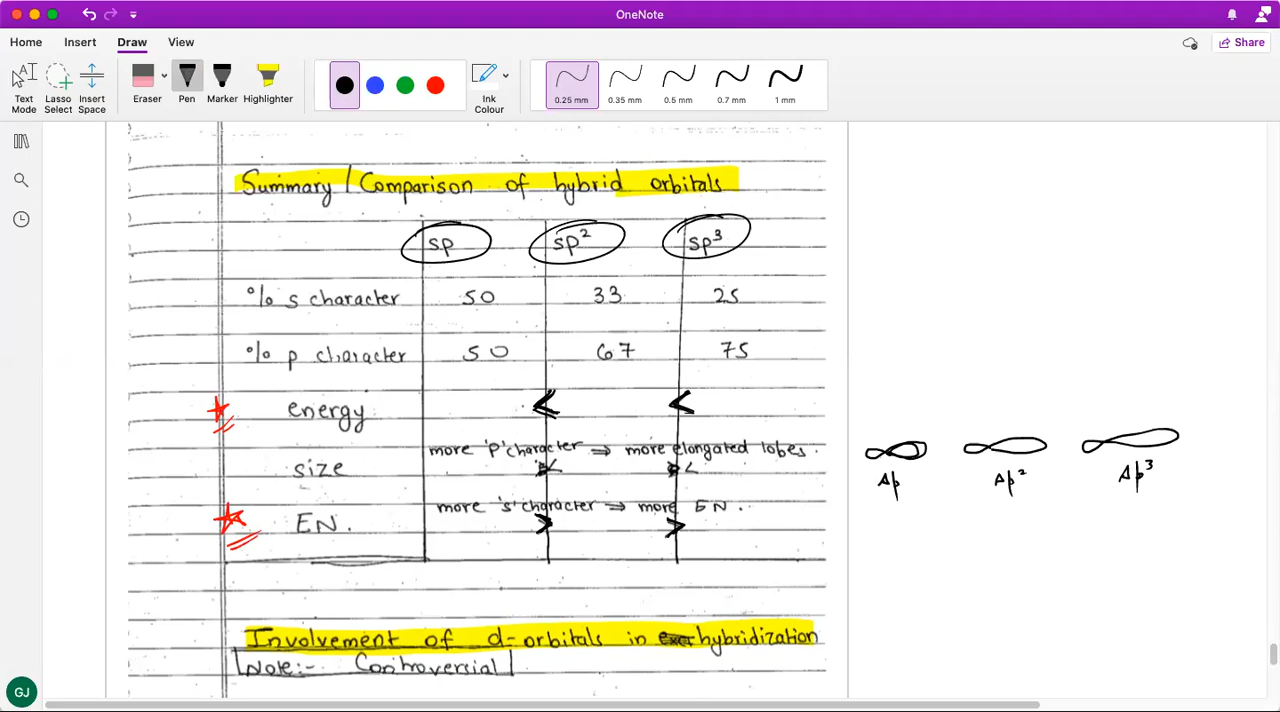 OneNote
Home Insert Draw View
Share
Text Mode
Lasso Select
Insert Space
Eraser
Pen
Marker
Highlighter
Ink Colour
0.25 mm
0.35 mm
0.5 mm
0.7 mm
1 mm
Summary | Comparison of hybrid orbitals
sp sp² sp³
% s character 50 33 25
% p character 50 67 75
energy < <
more 'p' character ⇒ more elongated lobes.
size < <
more 's' character ⇒ more EN.
EN. > >
sp sp² sp³
Involvement of d-orbitals in hybridization
Note:- Controversial
GJ